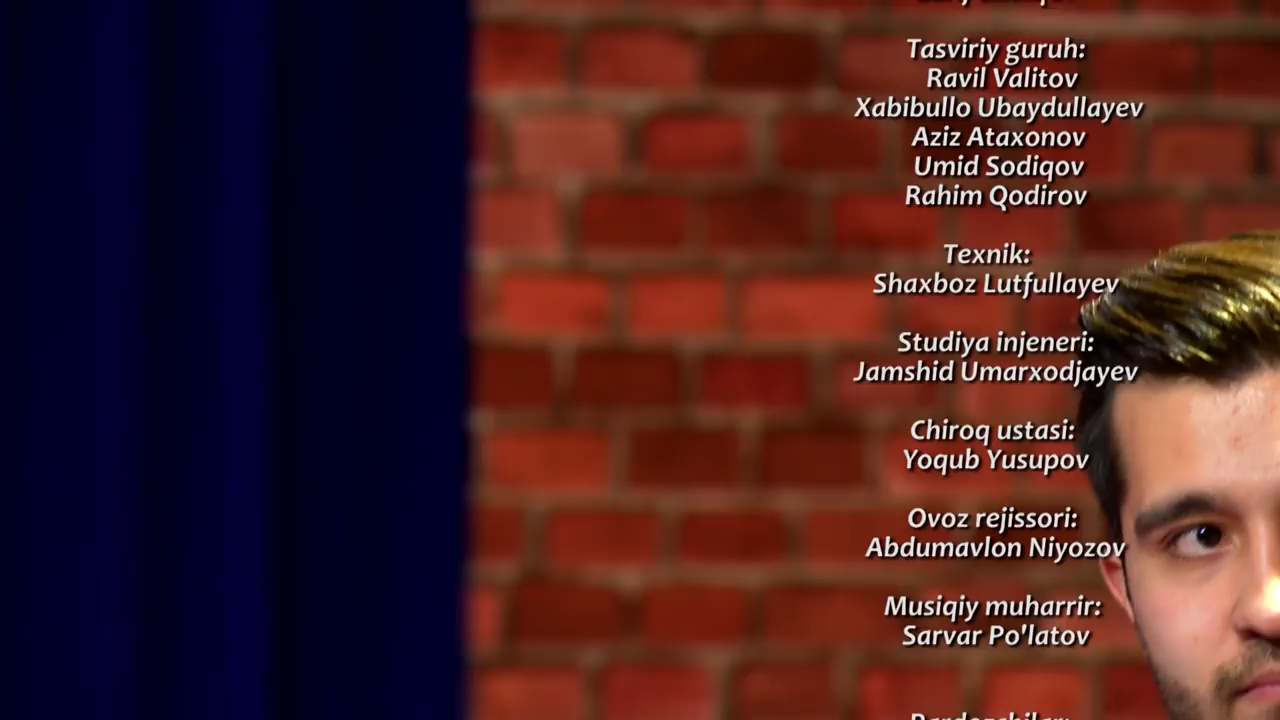 Tasviriy guruh:
Ravil Valitov
Xabibullo Ubaydullayev
Aziz Ataxonov
Umid Sodiqov
Rahim Qodirov
Texnik:
Shaxboz Lutfullayev
Studiya injeneri:
Jamshid Umarxodjayev
Chiroq ustasi:
Yoqub Yusupov
Ovoz rejissori:
Abdumavlon Niyozov
Musiqiy muharrir:
Sarvar Po'latov